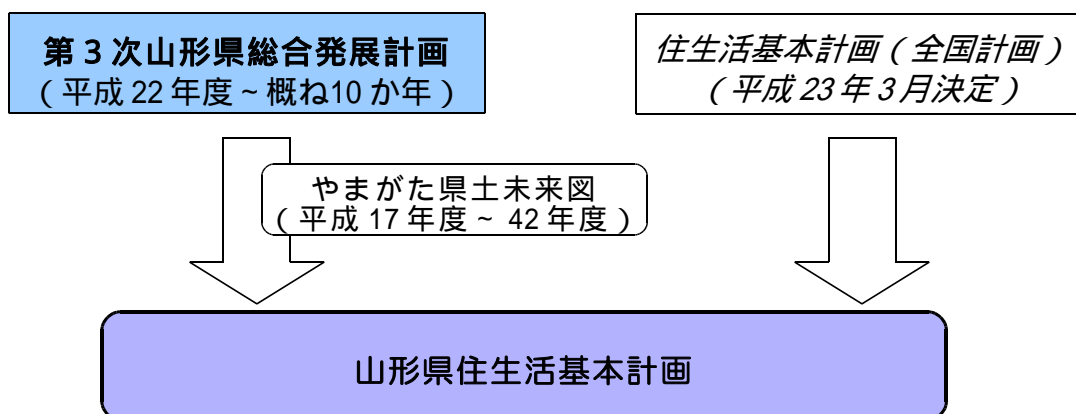 第3次山形県総合発展計画
(平成22年度~概ね10か年)
住生活基本計画(全国計画)
(平成23年3月決定)
やまがた県土未来図
(平成17年度~42年度)
山形県住生活基本計画